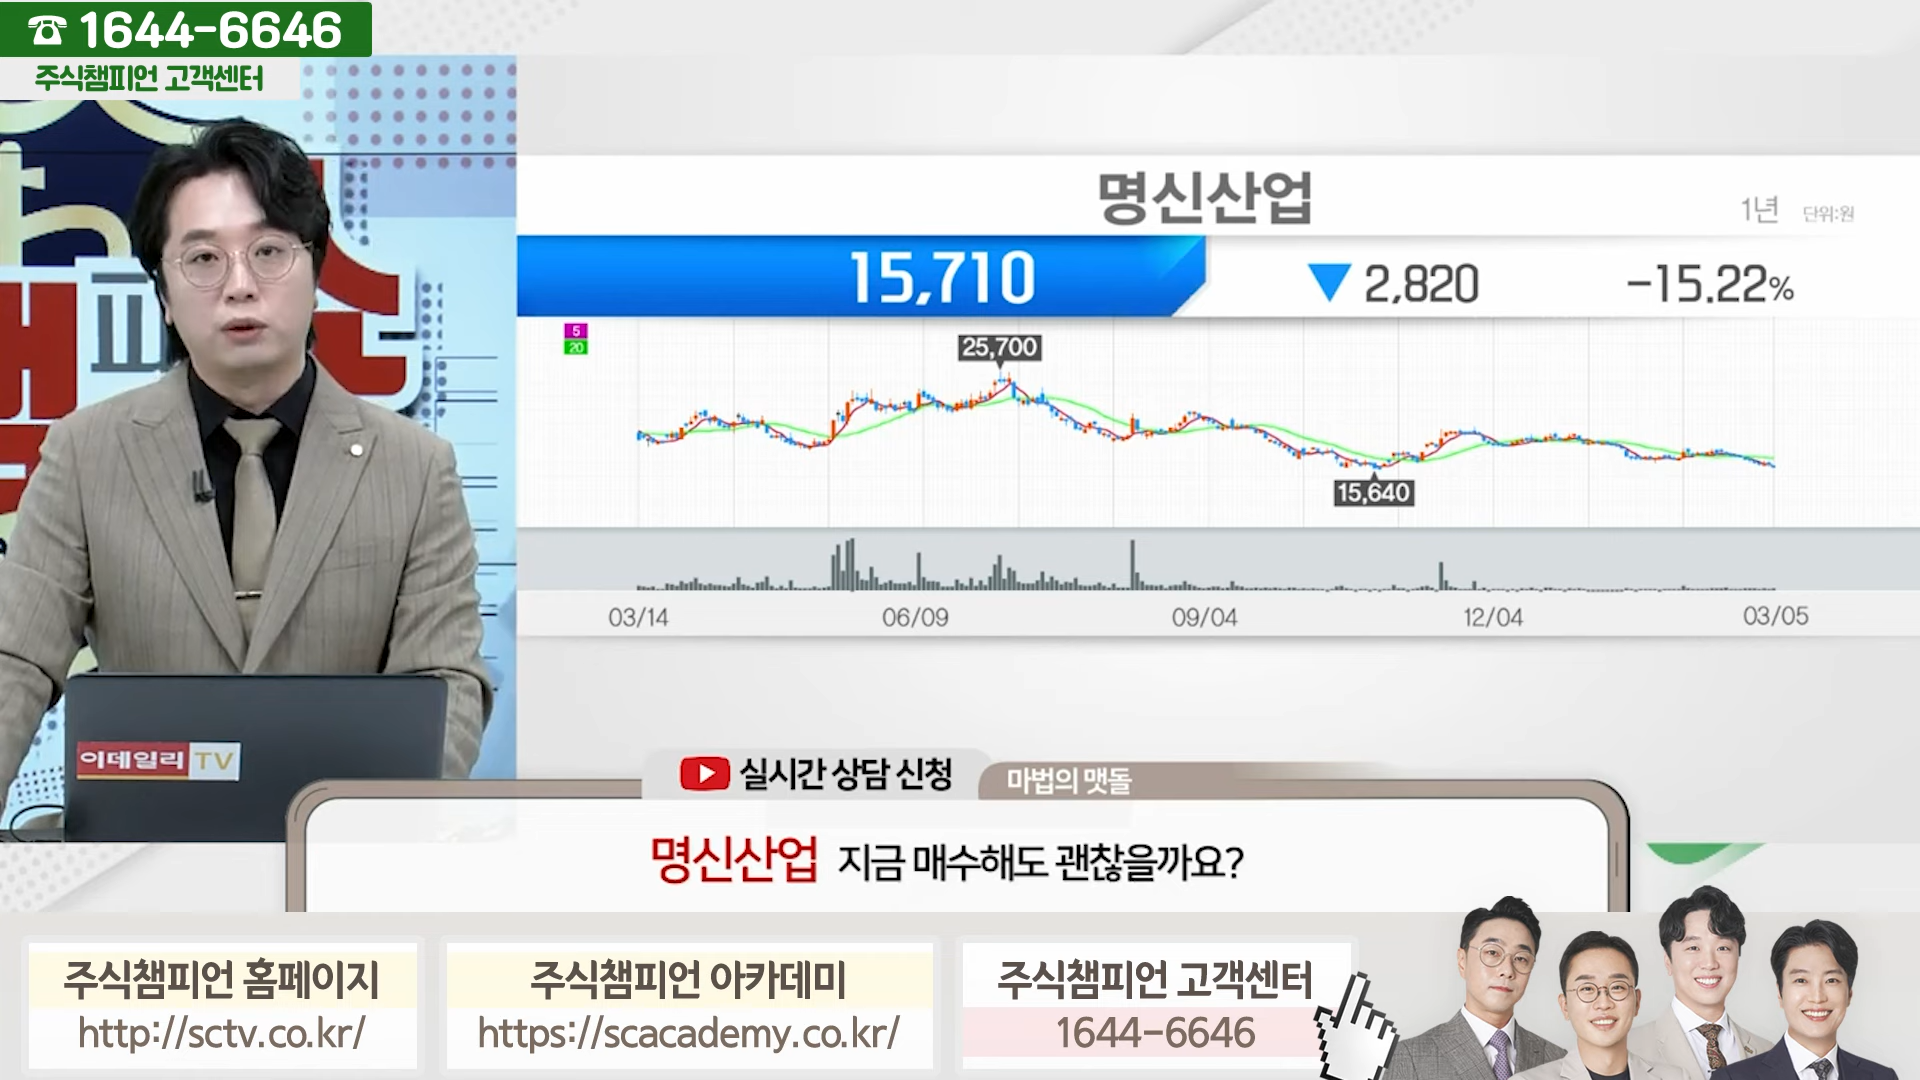 ☎ 1644-6646
주식챔피언 고객센터
명신산업
1년 단위:원
15,710 ▼ 2,820 -15.22%
5
20
25,700
15,640
03/14 06/09 09/04 12/04 03/05
이데일리 TV
실시간 상담 신청 마법의 맷돌
명신산업 지금 매수해도 괜찮을까요?
주식챔피언 홈페이지
http://sctv.co.kr/
주식챔피언 아카데미
https://scacademy.co.kr/
주식챔피언 고객센터
1644-6646